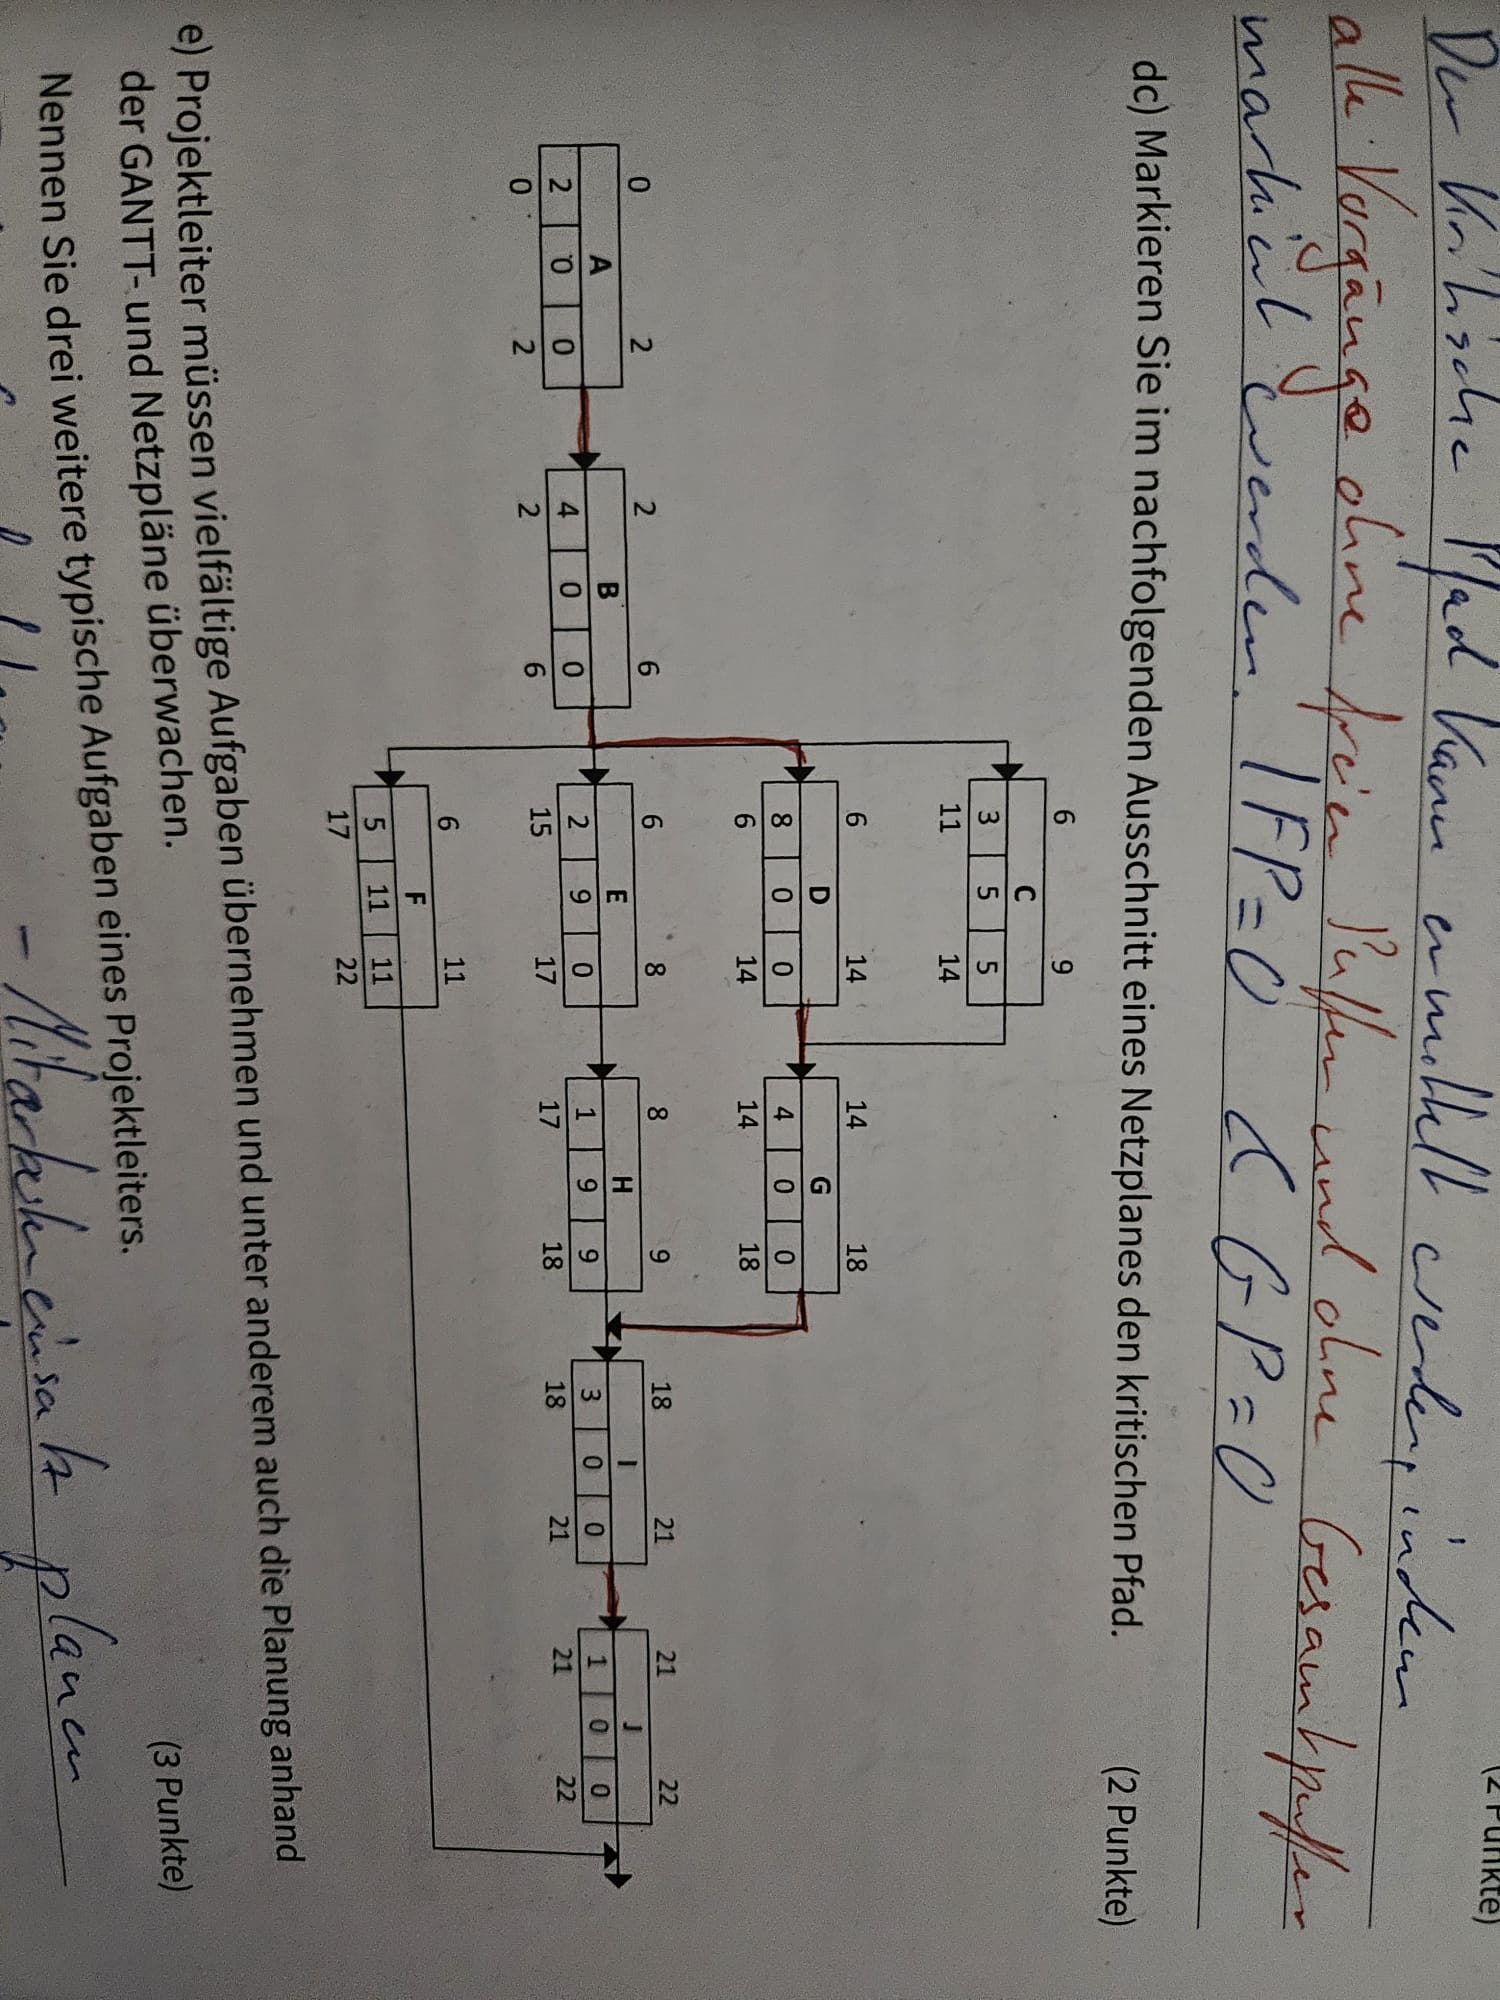 (2 Punkte)
Der kritische Pfad kann ermittelt werden, indem
alle Vorgänge ohne freien Puffer und ohne Gesamtpuffer
markiert werden. | FP=0 < GP=0
dc) Markieren Sie im nachfolgenden Ausschnitt eines Netzplanes den kritischen Pfad. (2 Punkte)
6 9
C
3 5 5
11 14
6 14 14 18
D G
8 0 0 4 0 0
6 14 14 18
0 2 2 6 6 8 8 9 18 21 21 22
A B E H I J
2 0 0 4 0 0 2 9 0 1 9 9 3 0 0 1 0 0
0 2 2 6 15 17 17 18 18 21 21 22
6 11
F
5 11 11
17 22
e) Projektleiter müssen vielfältige Aufgaben übernehmen und unter anderem auch die Planung anhand
der GANTT- und Netzpläne überwachen.
Nennen Sie drei weitere typische Aufgaben eines Projektleiters. (3 Punkte)
- Mitarbeitereinsatz planen